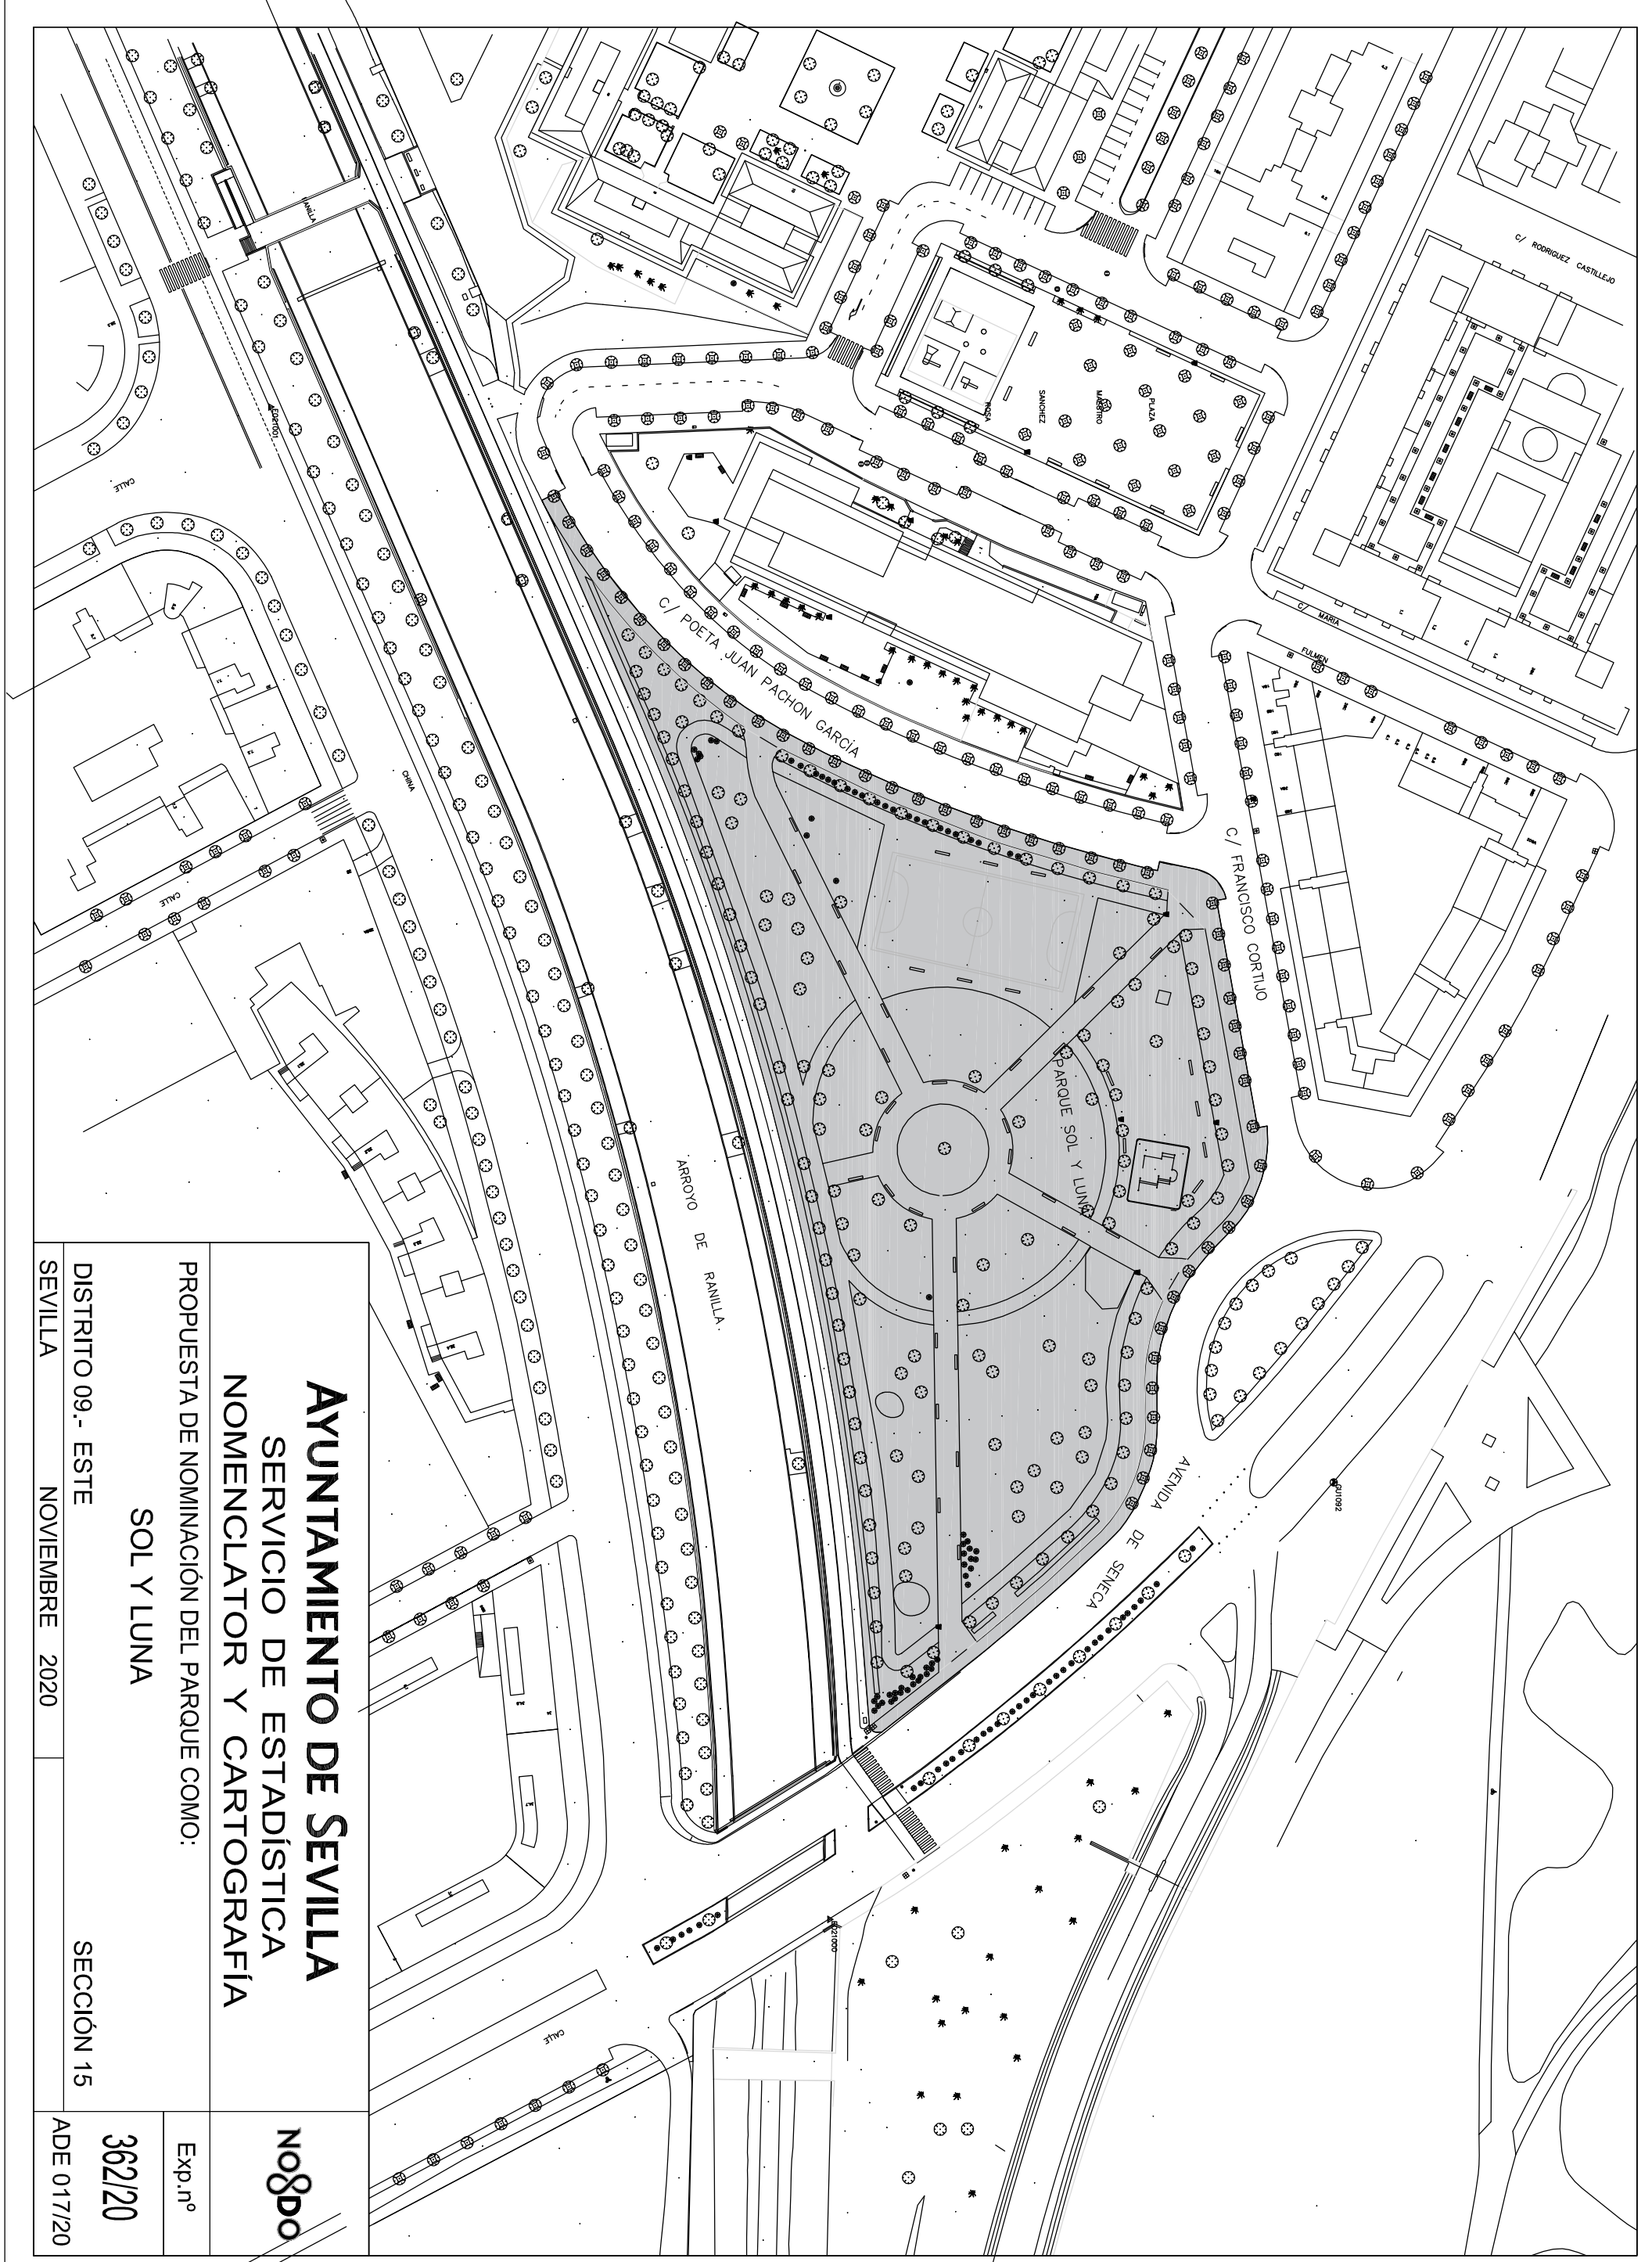 AYUNTAMIENTO DE SEVILLA
SERVICIO DE ESTADÍSTICA
NOMENCLATOR Y CARTOGRAFÍA
NO8DO
PROPUESTA DE NOMINACIÓN DEL PARQUE COMO:
SOL Y LUNA
Exp.nº
362/20
DISTRITO 09.- ESTE
SECCIÓN 15
SEVILLA
NOVIEMBRE 2020
ADE 017/20
C/ RODRIGUEZ CASTILLEJO
PLAZA
MAESTRO
SANCHEZ
ROSA
C/ MARIA
FULMEN
C/ POETA JUAN PACHON GARCÍA
C/ FRANCISCO CORTIJO
PARQUE SOL Y LUNA
ARROYO DE RANILLA.
AVENIDA DE SENECA
CHINA
CALLE
CALLE
CALLE